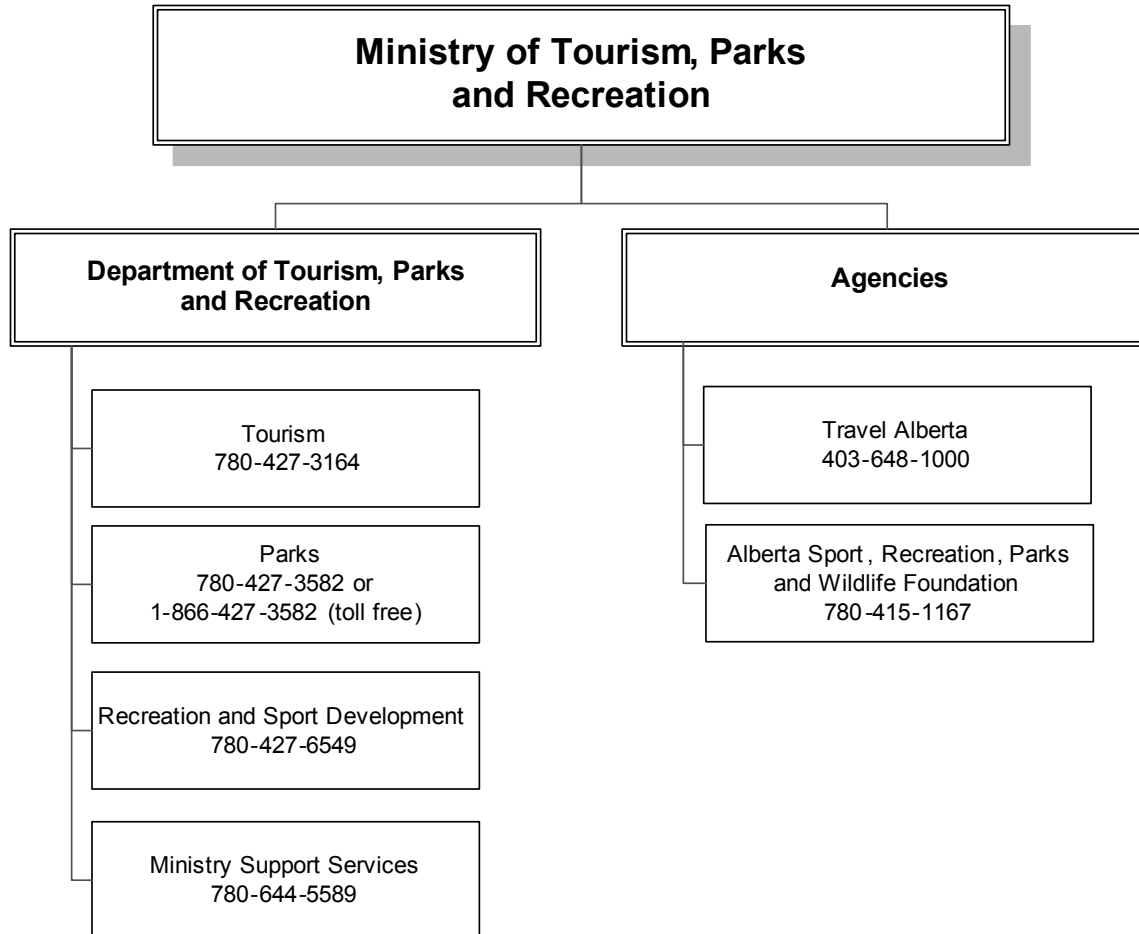 Ministry of Tourism, Parks
and Recreation
Department of Tourism, Parks
and Recreation
Tourism
780-427-3164
Parks
780-427-3582 or
1-866-427-3582 (toll free)
Recreation and Sport Development
780-427-6549
Ministry Support Services
780-644-5589
Agencies
Travel Alberta
403-648-1000
Alberta Sport, Recreation, Parks
and Wildlife Foundation
780-415-1167